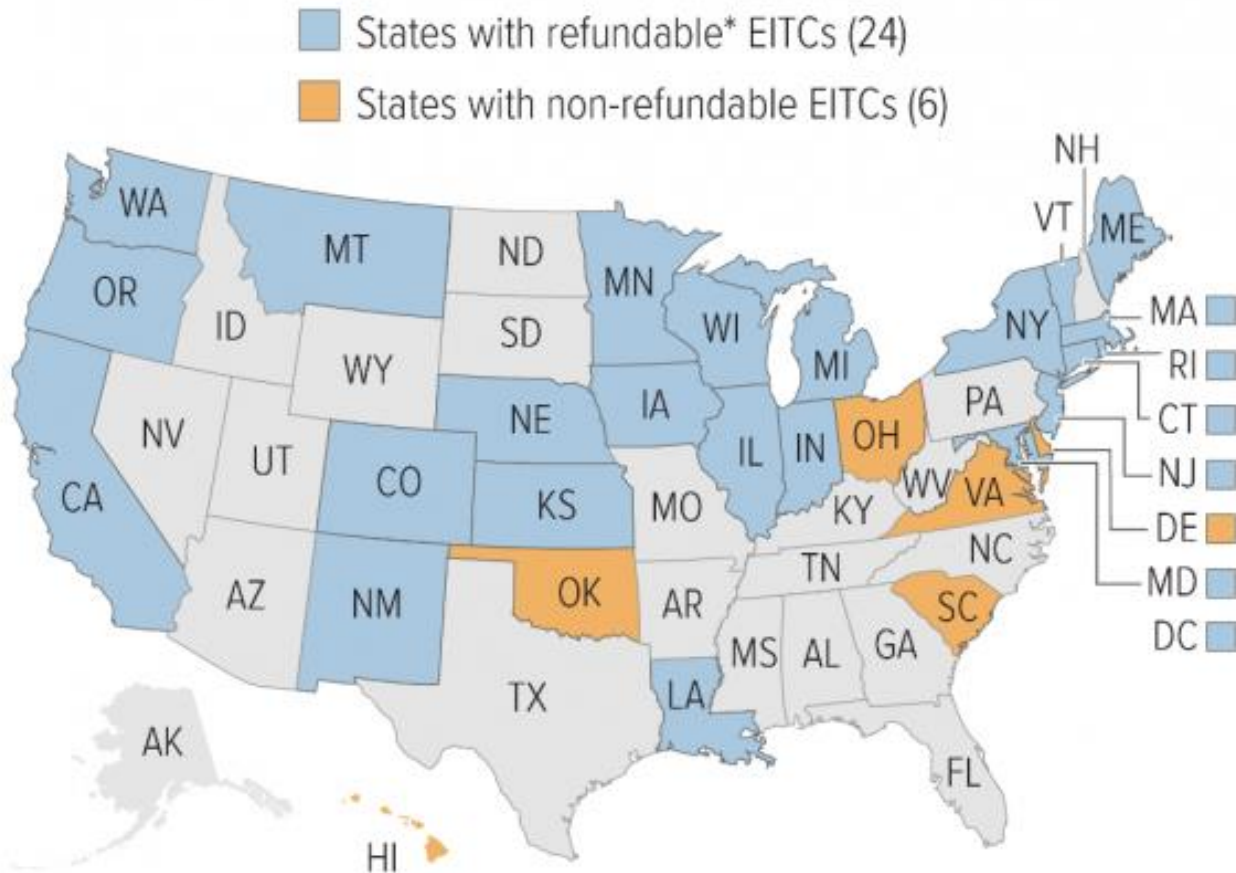 States with refundable* EITCs (24)
States with non-refundable EITCs (6)
NH
WA
VT
ME
MT
ND
MN
OR
ID
SD
WI
NY
MA
WY
MI
RI
NE
IA
PA
CT
NV
UT
CO
IL
IN
OH
NJ
CA
KS
MO
KY
WV
VA
DE
AZ
NM
OK
AR
TN
NC
MD
SC
DC
MS
AL
GA
TX
LA
AK
FL
HI